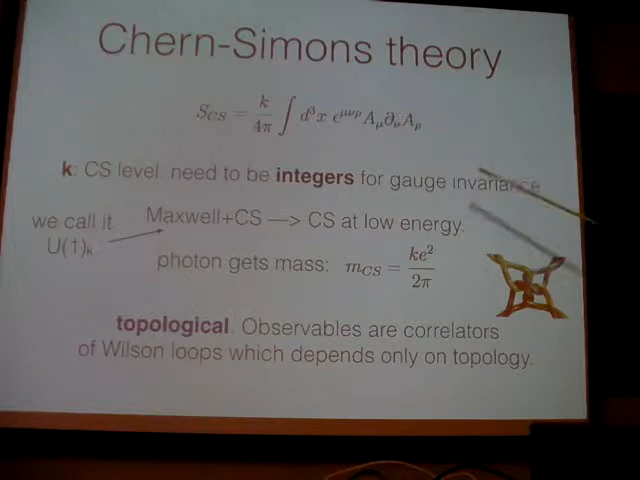 Chern-Simons theory
S_CS = k/4π ∫ d³x ϵ^μνρ A_μ ∂_ν A_ρ
k: CS level. need to be integers for gauge invariance
we call it
U(1)ₖ
Maxwell+CS —> CS at low energy.
photon gets mass: m_CS = ke²/2π
topological. Observables are correlators
of Wilson loops which depends only on topology.